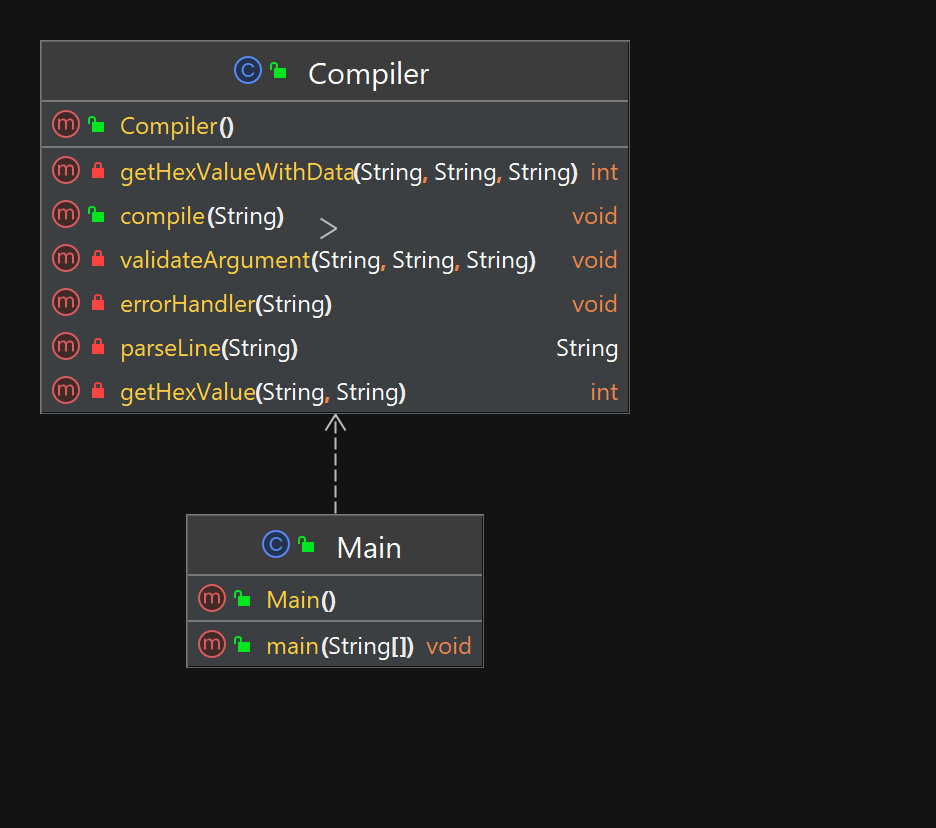 Compiler
Compiler()
getHexValueWithData(String, String, String) int
compile(String) void
validateArgument(String, String, String) void
errorHandler(String) void
parseLine(String) String
getHexValue(String, String) int
Main
Main()
main(String[]) void